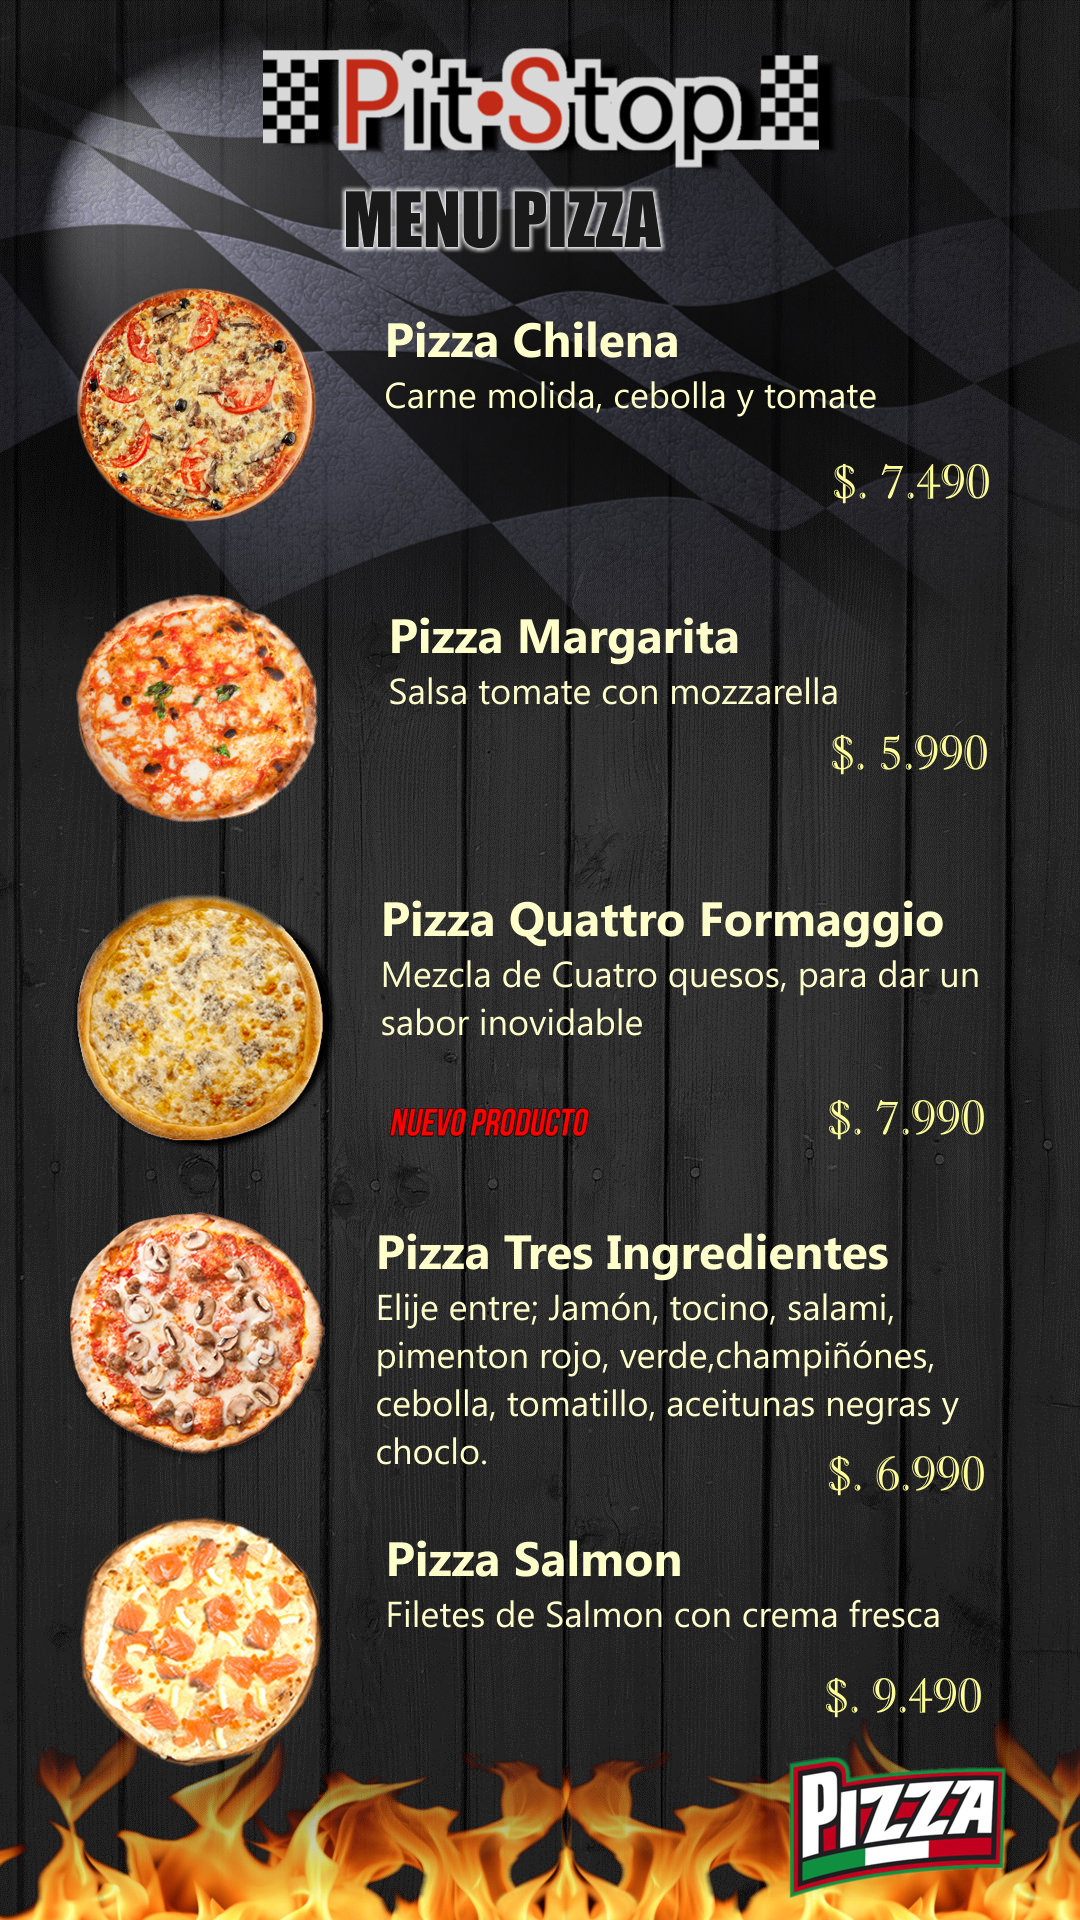 Pit•Stop
MENU PIZZA
Pizza Chilena
Carne molida, cebolla y tomate
$. 7.490
Pizza Margarita
Salsa tomate con mozzarella
$. 5.990
Pizza Quattro Formaggio
Mezcla de Cuatro quesos, para dar un
sabor inovidable
NUEVO PRODUCTO
$. 7.990
Pizza Tres Ingredientes
Elije entre; Jamón, tocino, salami,
pimenton rojo, verde,champiñónes,
cebolla, tomatillo, aceitunas negras y
choclo.
$. 6.990
Pizza Salmon
Filetes de Salmon con crema fresca
$. 9.490
PIZZA